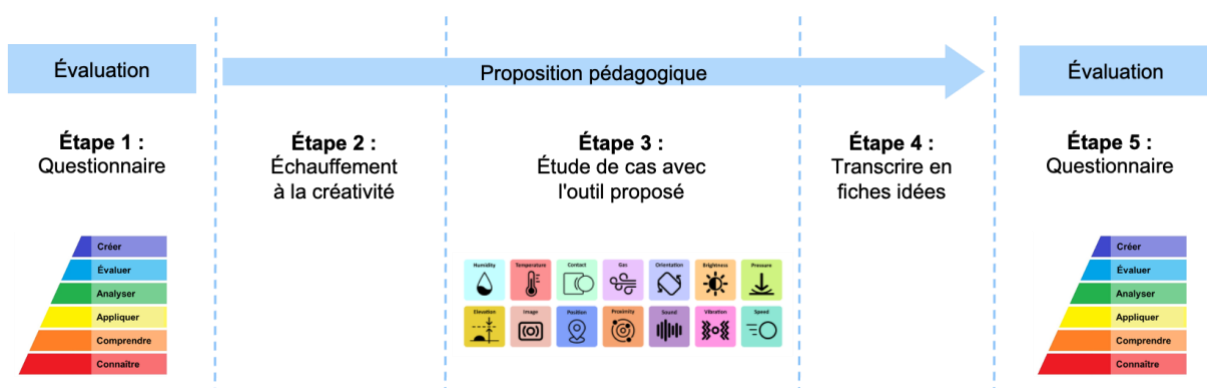 Évaluation
Proposition pédagogique
Évaluation
Étape 1 :
Questionnaire
Étape 2 :
Échauffement
à la créativité
Étape 3 :
Étude de cas avec
l'outil proposé
Étape 4 :
Transcrire en
fiches idées
Étape 5 :
Questionnaire
Créer
Évaluer
Analyser
Appliquer
Comprendre
Connaître
Humidity Temperature Contact Gas Orientation Brightness Pressure
Elevation Image Position Proximity Sound Vibration Speed
Créer
Évaluer
Analyser
Appliquer
Comprendre
Connaître